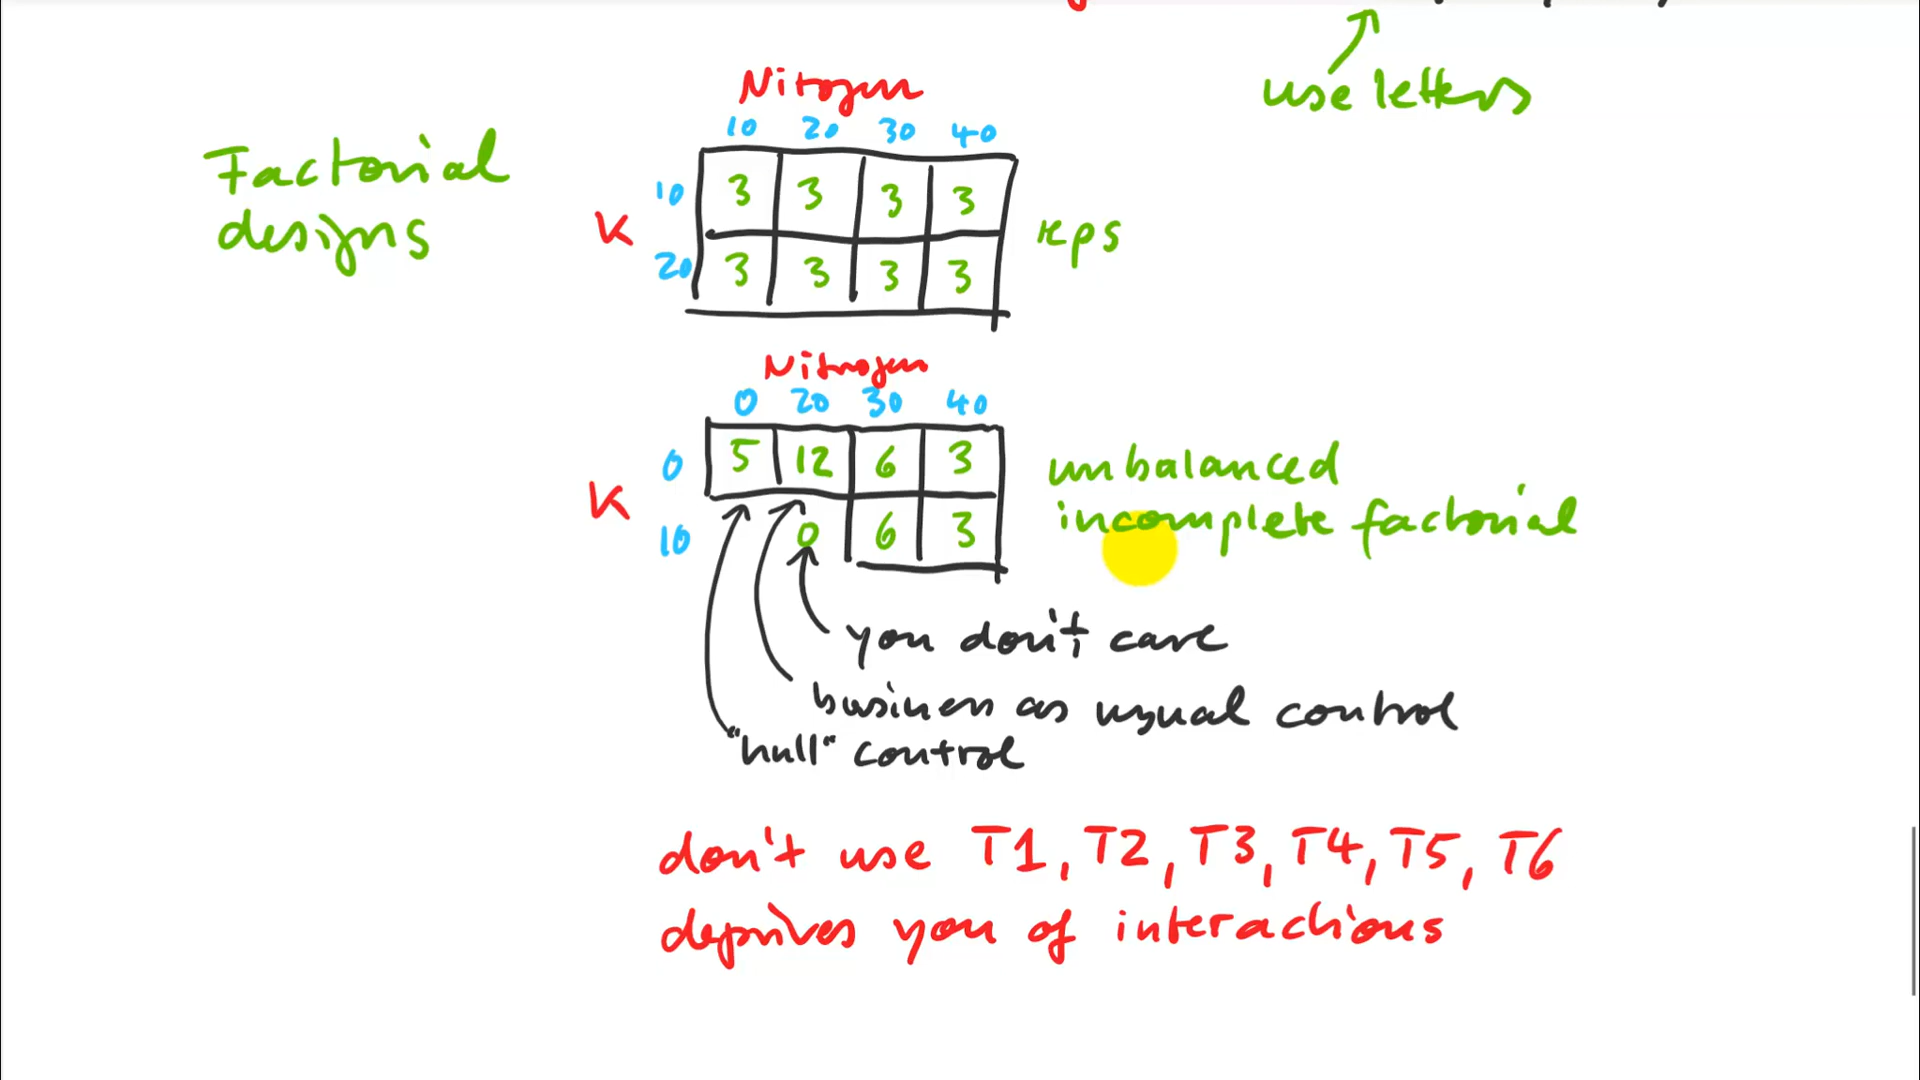 use letters
Nitrogen
10 20 30 40
Factorial
designs
K
10 3 3 3 3
20 3 3 3 3
reps
Nitrogen
0 20 30 40
K
0 5 12 6 3
10 0 6 3
unbalanced
incomplete factorial
you don't care
business as usual control
"null" control
don't use T1, T2, T3, T4, T5, T6
deprives you of interactions